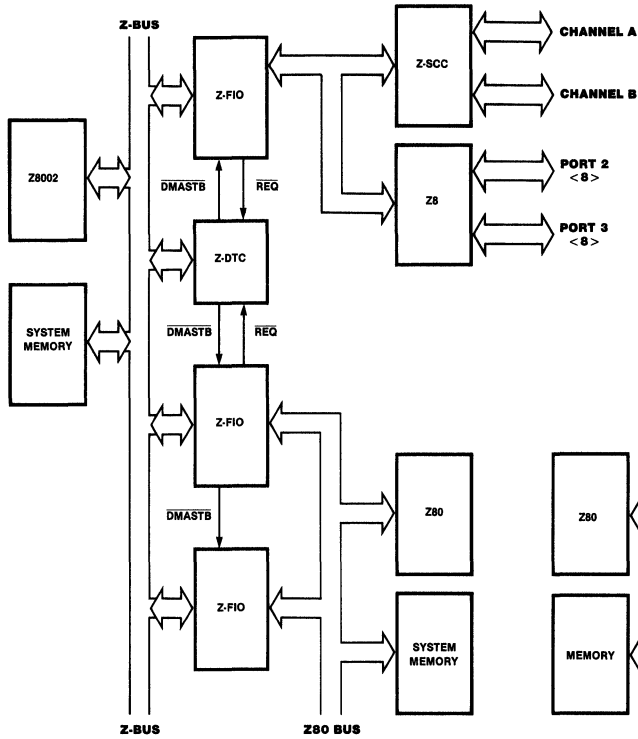 Z-BUS
Z-FIO
Z-SCC
CHANNEL A
CHANNEL B
Z8002
DMASTB
REQ
Z8
PORT 2
<8>
PORT 3
<8>
Z-DTC
SYSTEM
MEMORY
DMASTB
REQ
Z-FIO
DMASTB
Z80
Z80
Z-FIO
SYSTEM
MEMORY
MEMORY
Z-BUS
Z80 BUS